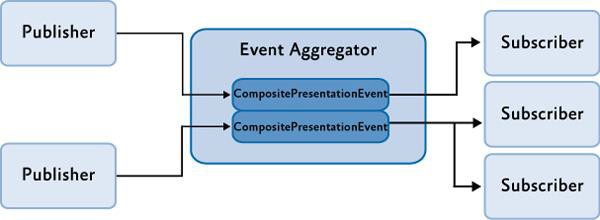 Publisher
Event Aggregator
Subscriber
CompositePresentationEvent
CompositePresentationEvent
Subscriber
Publisher
Subscriber